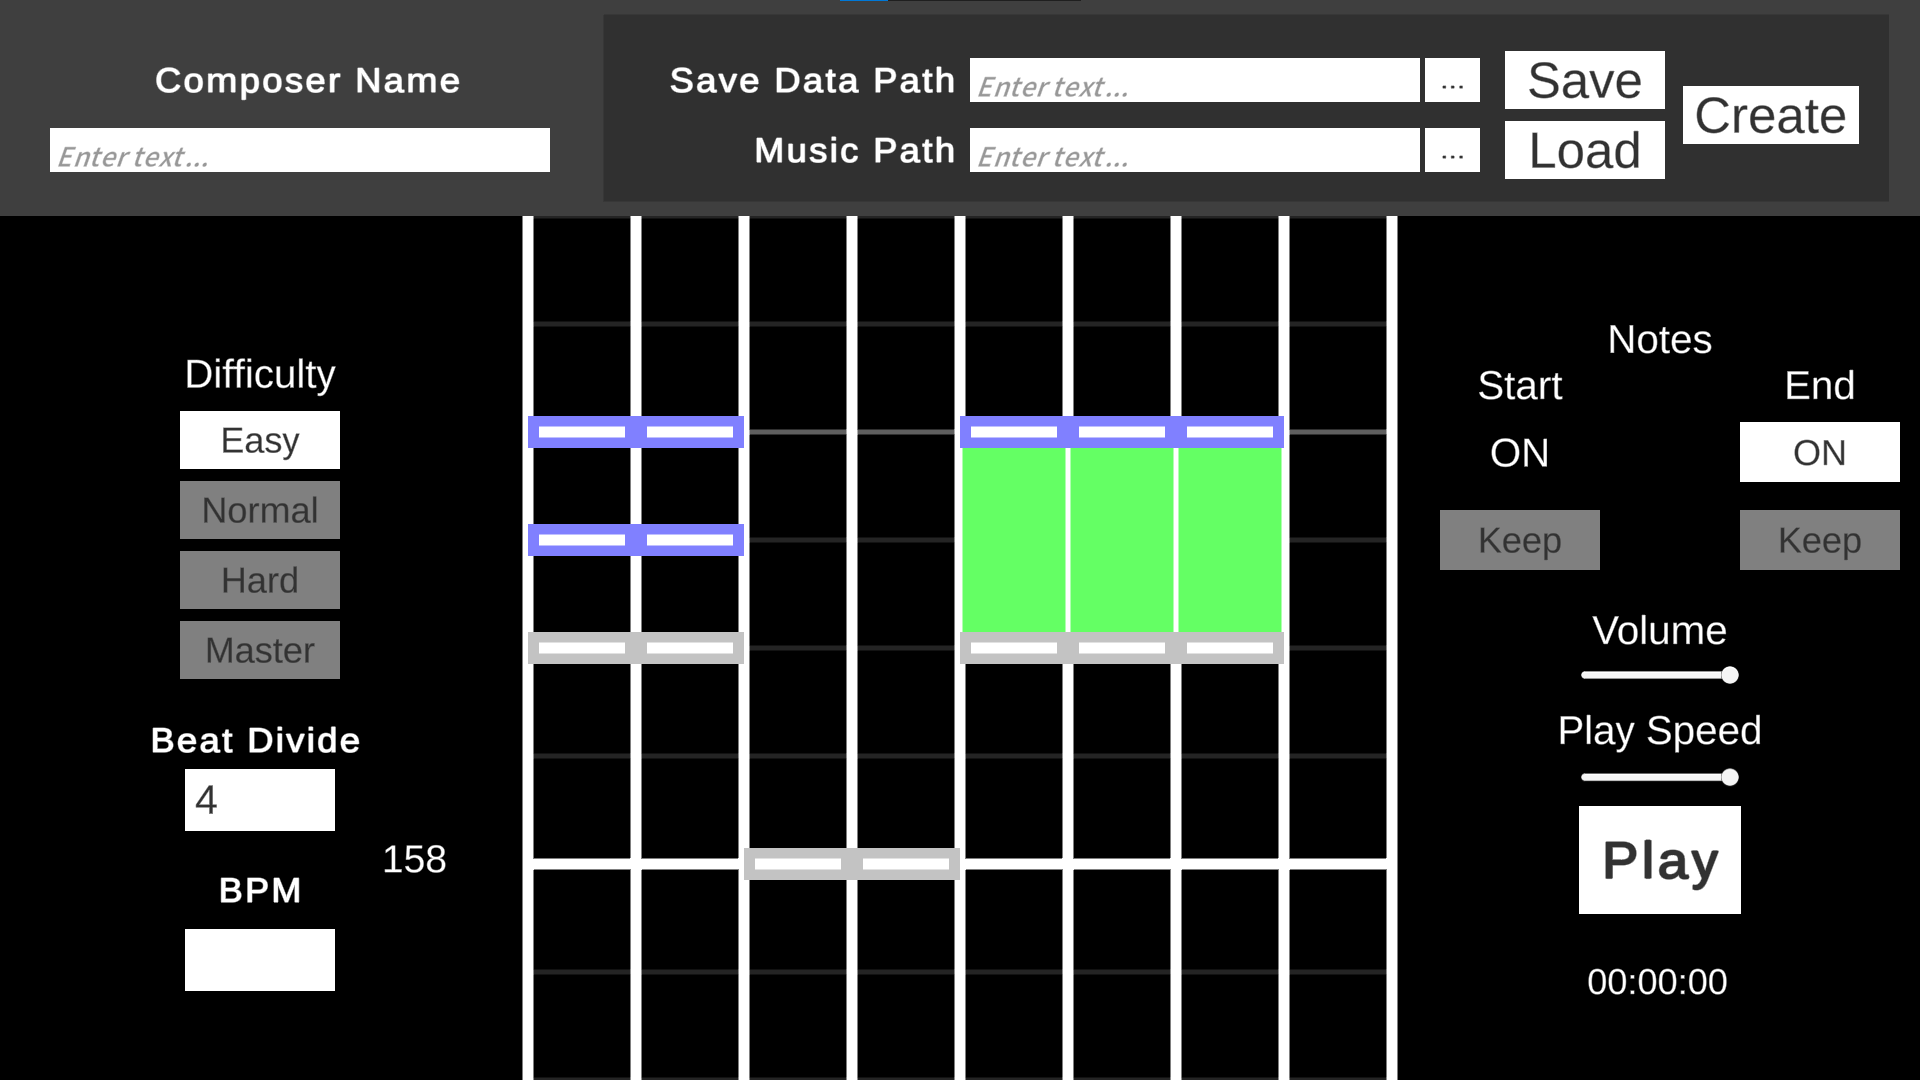 Composer Name
Enter text...
Save Data Path
Enter text...
...
Save
Music Path
Enter text...
...
Load
Create
Difficulty
Easy
Normal
Hard
Master
Beat Divide
4
158
BPM
Notes
Start
End
ON
ON
Keep
Keep
Volume
Play Speed
Play
00:00:00